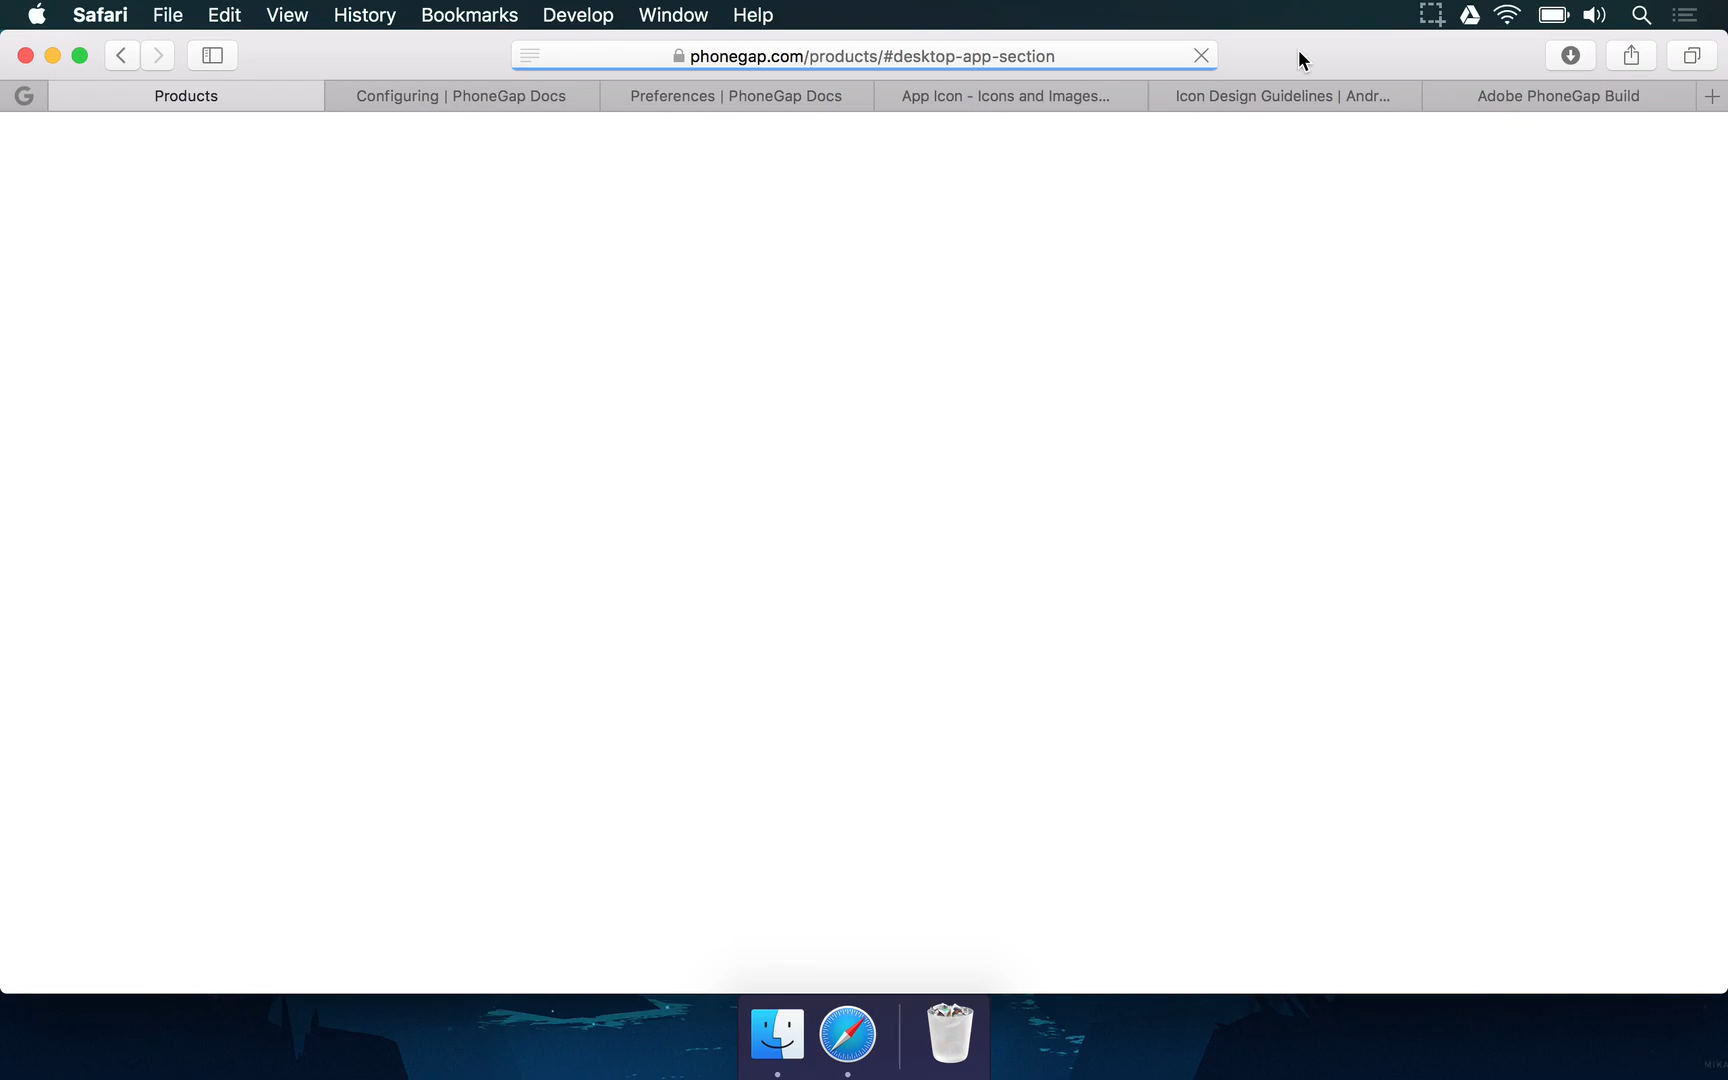 Safari File Edit View History Bookmarks Develop Window Help
phonegap.com/products/#desktop-app-section
G Products Configuring | PhoneGap Docs Preferences | PhoneGap Docs App Icon - Icons and Images... Icon Design Guidelines | Andr... Adobe PhoneGap Build